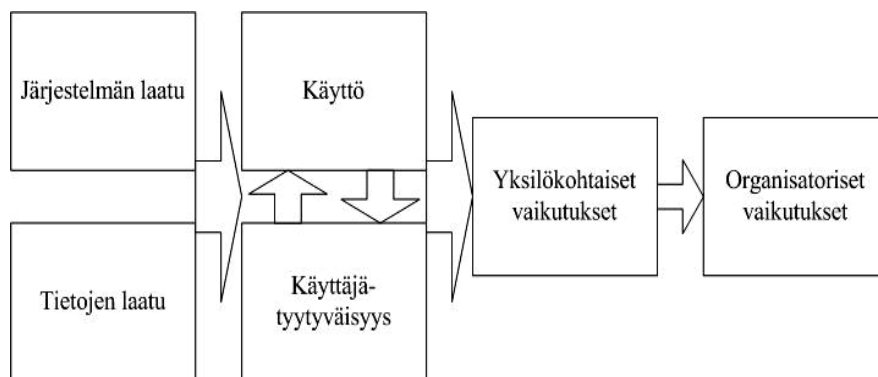 Järjestelmän laatu
Käyttö
Yksilökohtaiset
vaikutukset
Organisatoriset
vaikutukset
Tietojen laatu
Käyttäjä-
tyytyväisyys